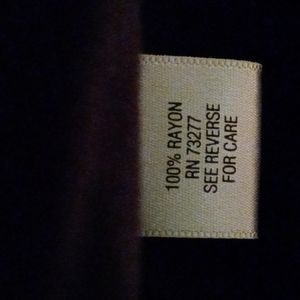 100% RAYON
RN 73277
SEE REVERSE
FOR CARE